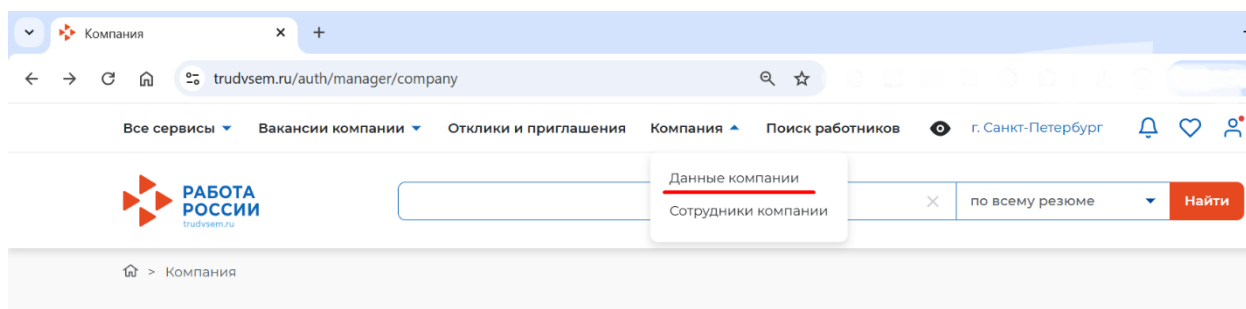 Компания
trudvsem.ru/auth/manager/company
Все сервисы Вакансии компании Отклики и приглашения Компания Поиск работников г. Санкт-Петербург
Данные компании
Сотрудники компании
РАБОТА
РОССИИ
trudvsem.ru
по всему резюме Найти
> Компания